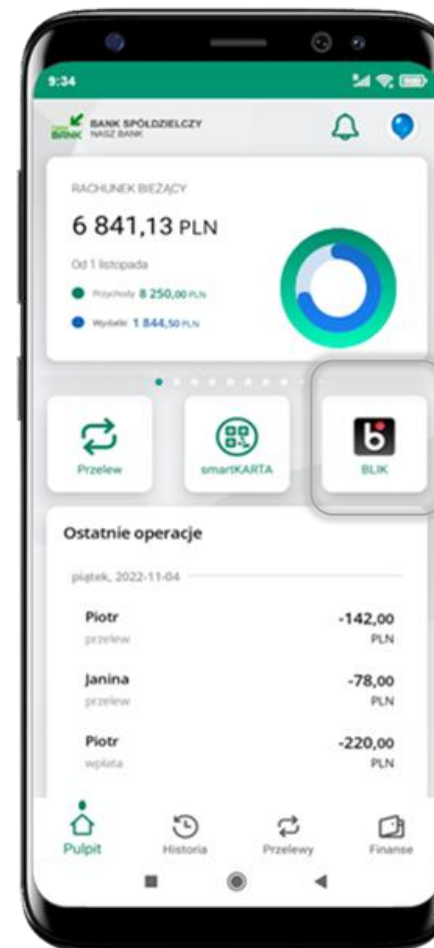 9:34
BANK SPÓŁDZIELCZY
NASZ BANK
RACHUNEK BIEŻĄCY
6 841,13 PLN
Od 1 listopada
Przychody 8 250,00 PLN
Wydatki 1 844,50 PLN
Przelew
smartKARTA
BLIK
Ostatnie operacje
piątek, 2022-11-04
Piotr -142,00
przelew PLN
Janina -78,00
przelew PLN
Piotr -220,00
wpłata PLN
Pulpit Historia Przelewy Finanse